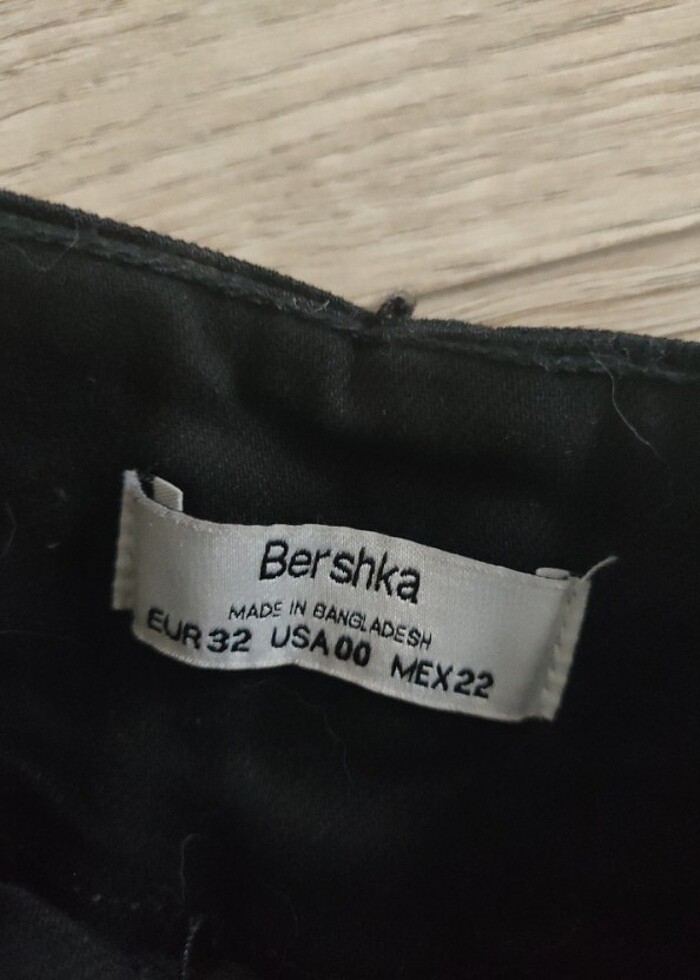 Bershka
MADE IN BANGLADESH
EUR 32 USA 00 MEX 22